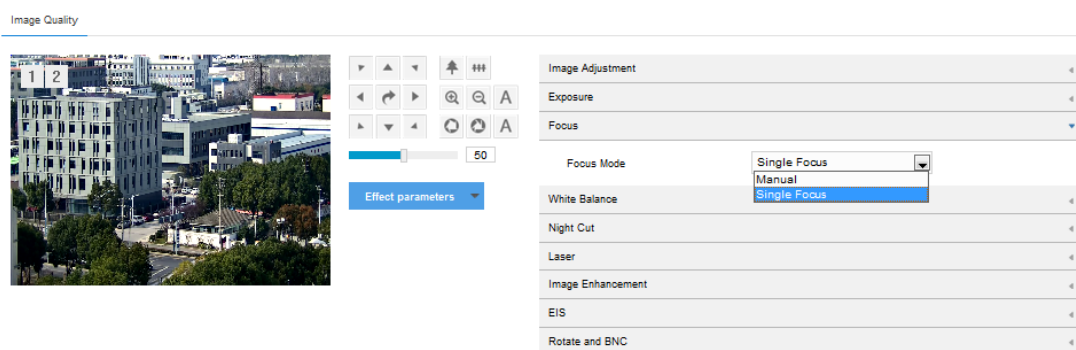 Image Quality
1 2
A
A
50
Effect parameters
Image Adjustment
Exposure
Focus
Focus Mode
Single Focus
Manual
Single Focus
White Balance
Night Cut
Laser
Image Enhancement
EIS
Rotate and BNC